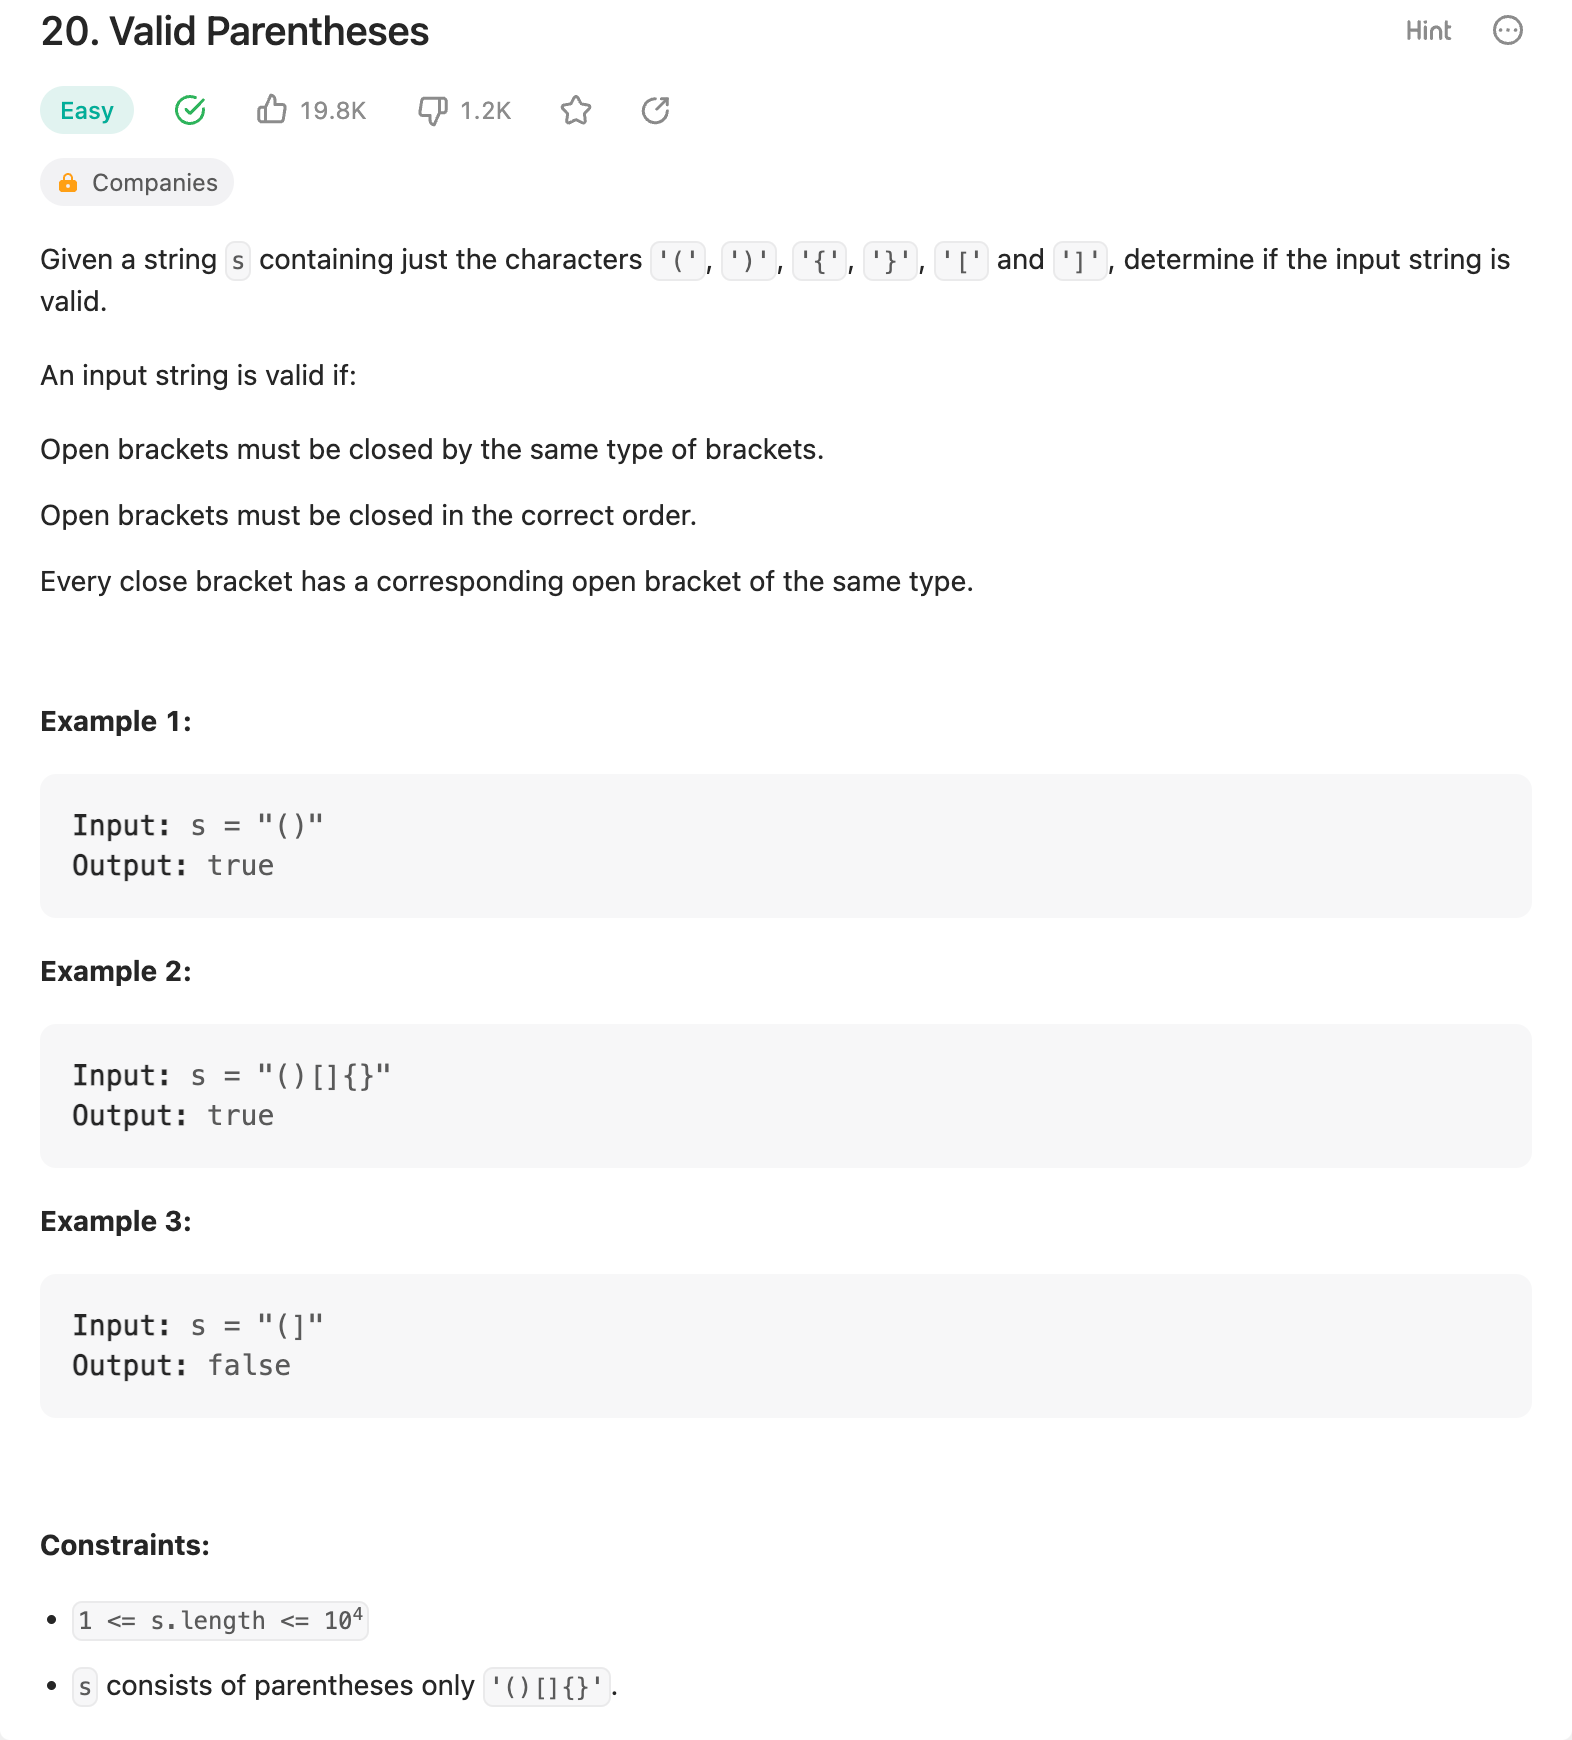 20. Valid Parentheses
Hint
Easy
19.8K
1.2K
Companies
Given a string s containing just the characters '(', ')', '{', '}', '[' and ']', determine if the input string is
valid.
An input string is valid if:
Open brackets must be closed by the same type of brackets.
Open brackets must be closed in the correct order.
Every close bracket has a corresponding open bracket of the same type.
Example 1:
Input: s = "()"
Output: true
Example 2:
Input: s = "()[]{}"
Output: true
Example 3:
Input: s = "(]"
Output: false
Constraints:
• 1 <= s.length <= 10⁴
• s consists of parentheses only '()[]{}'.